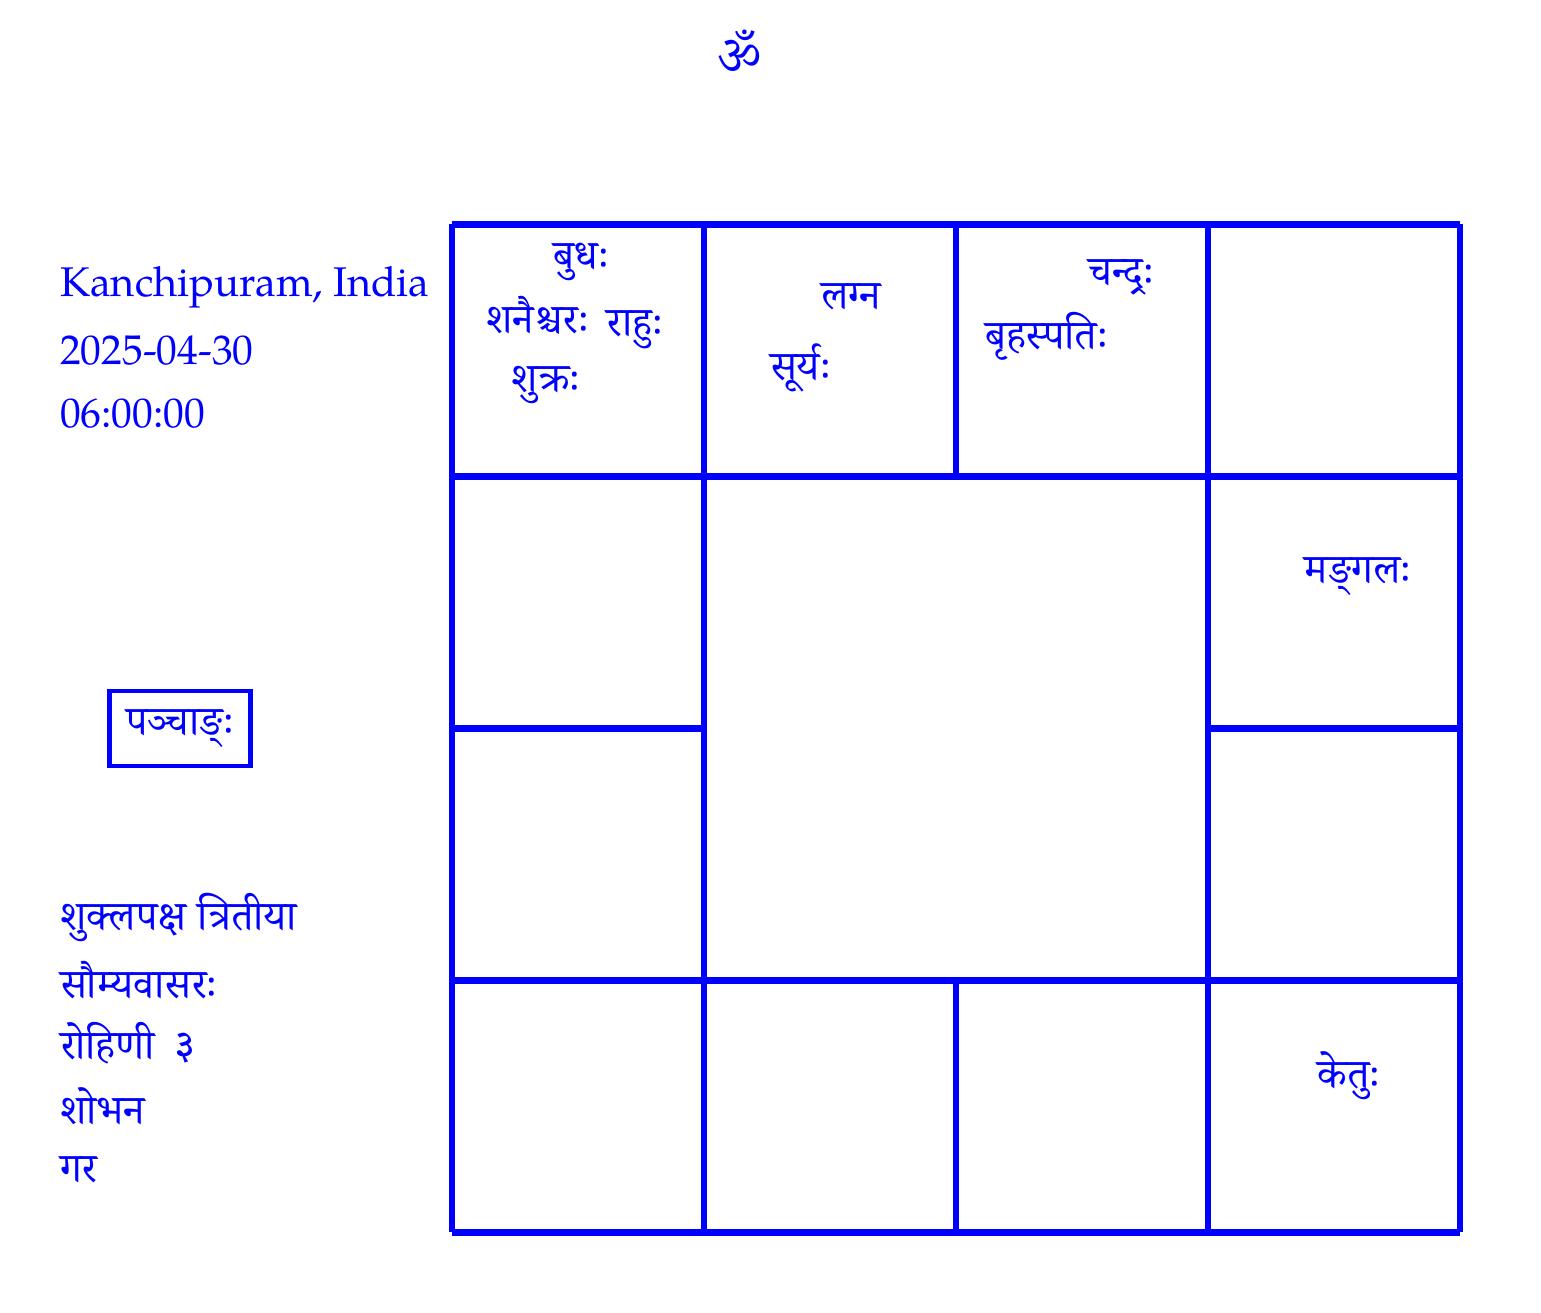 ॐ
Kanchipuram, India
2025-04-30
06:00:00
पञ्चाङ्ः
शुक्लपक्ष त्रितीया
सौम्यवासरः
रोहिणी ३
शोभन
गर
बुधः
शनैश्चरः राहुः
शुक्रः
लग्न
सूर्यः
चन्द्रः
बृहस्पतिः
मङ्गलः
केतुः